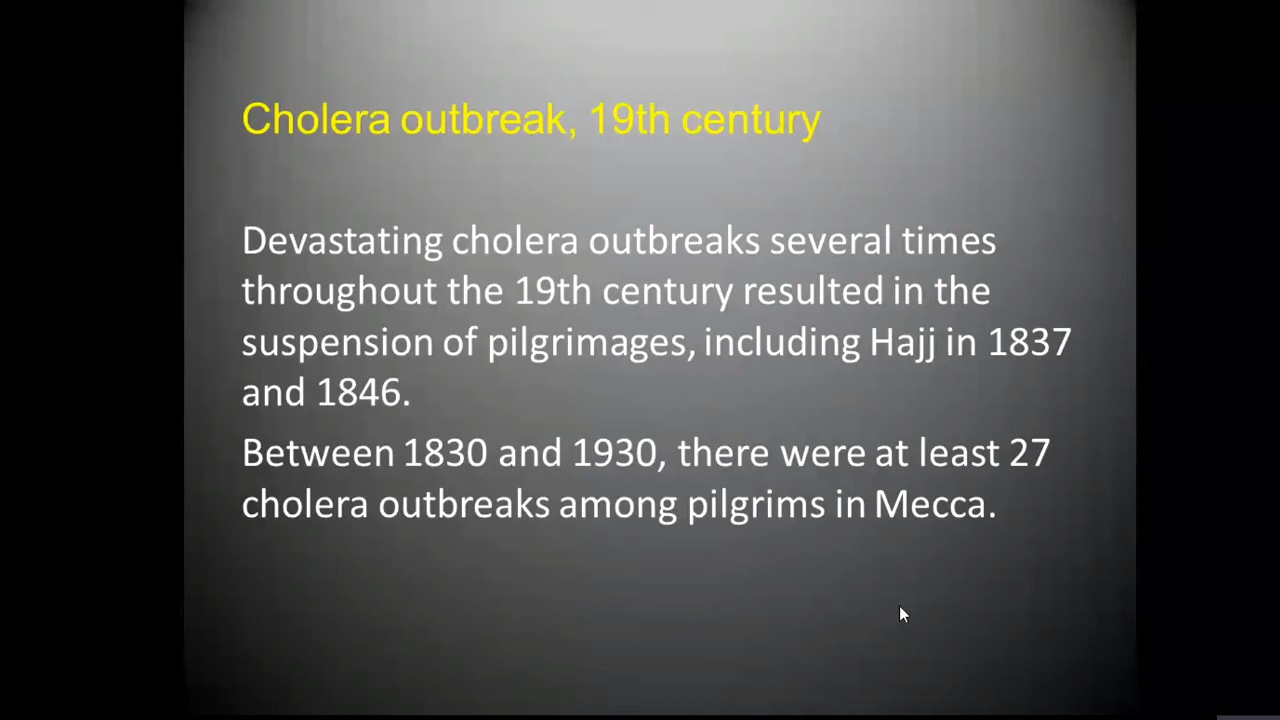 Cholera outbreak, 19th century
Devastating cholera outbreaks several times
throughout the 19th century resulted in the
suspension of pilgrimages, including Hajj in 1837
and 1846.
Between 1830 and 1930, there were at least 27
cholera outbreaks among pilgrims in Mecca.